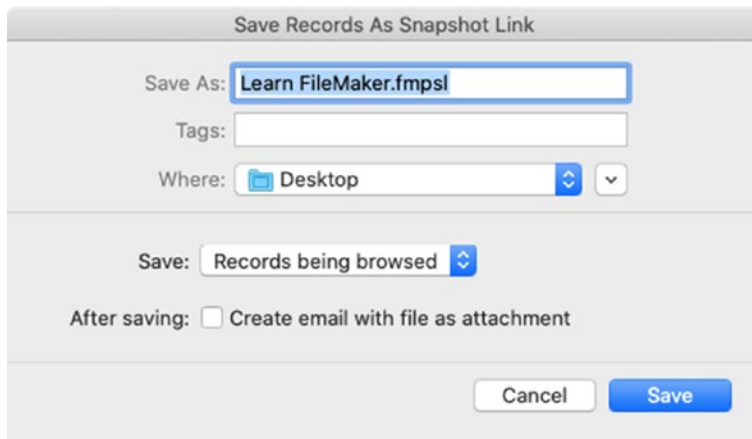 Save Records As Snapshot Link
Save As: Learn FileMaker.fmpsl
Tags:
Where: Desktop
Save: Records being browsed
After saving: Create email with file as attachment
Cancel Save